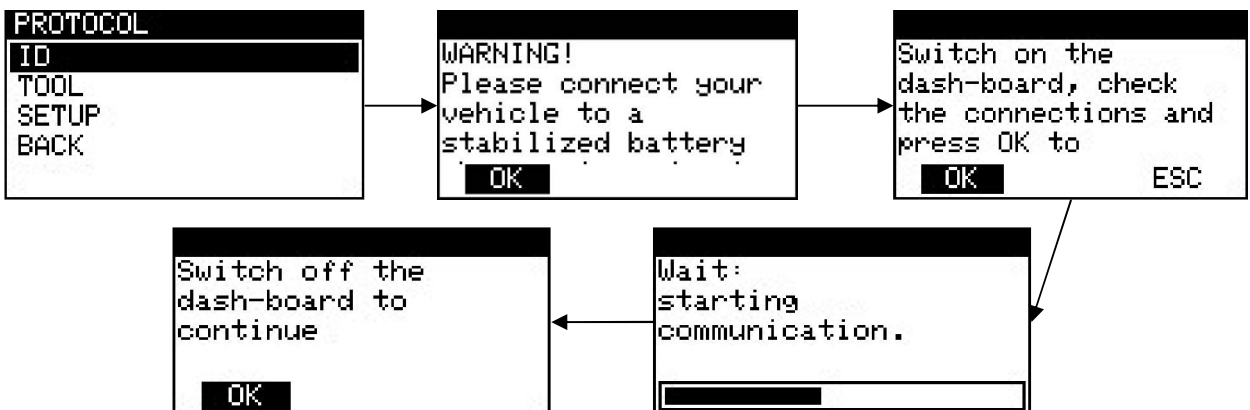 PROTOCOL
ID
TOOL
SETUP
BACK
WARNING!
Please connect your
vehicle to a
stabilized battery
OK
Switch on the
dash-board, check
the connections and
press OK to
OK ESC
Switch off the
dash-board to
continue
OK
Wait:
starting
communication.